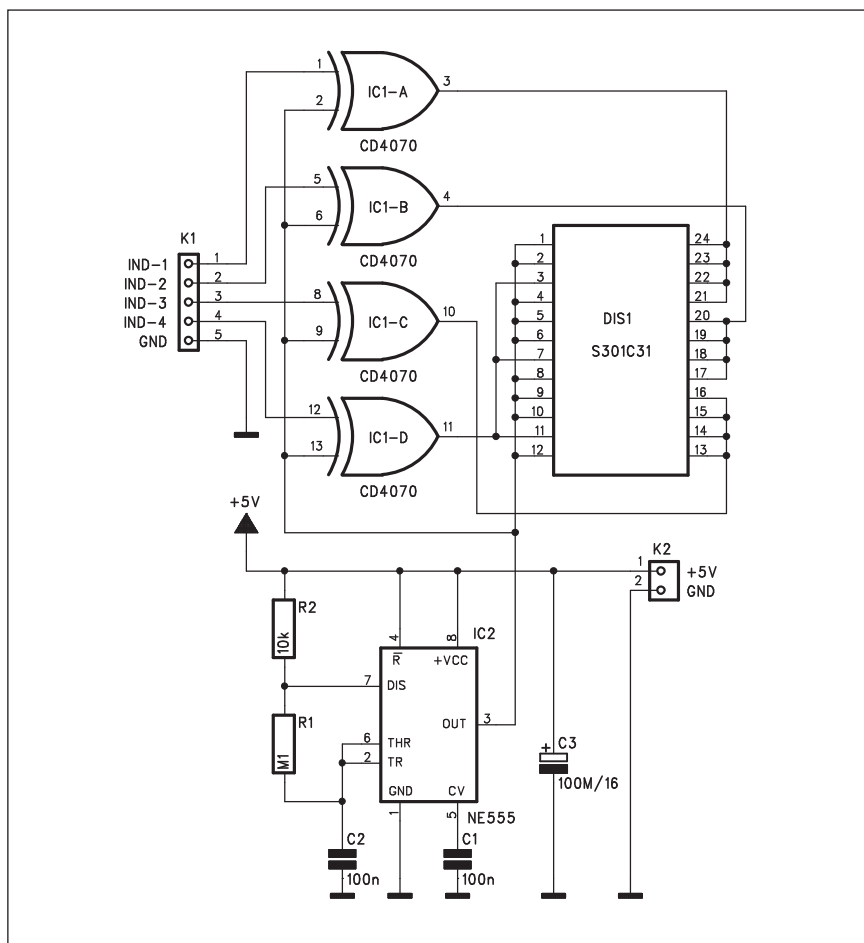 1
IC1-A
3
2
CD4070
5
IC1-B
4
6
CD4070
K1
IND-1 1
IND-2 2
IND-3 3
IND-4 4
GND 5
8
IC1-C
10
9
CD4070
12
IC1-D
11
13
CD4070
1 24
2 23
3 22
4 21
5 DIS1 20
6 19
7 S301C31 18
8 17
9 16
10 15
11 14
12 13
+5V
K2
1 +5V
2 GND
R2
10k
R1
M1
IC2
4 8
R +VCC
7 DIS
OUT 3
6 THR
2 TR
GND CV
1 5
NE555
C3
+
100M/16
C2
100n
C1
100n